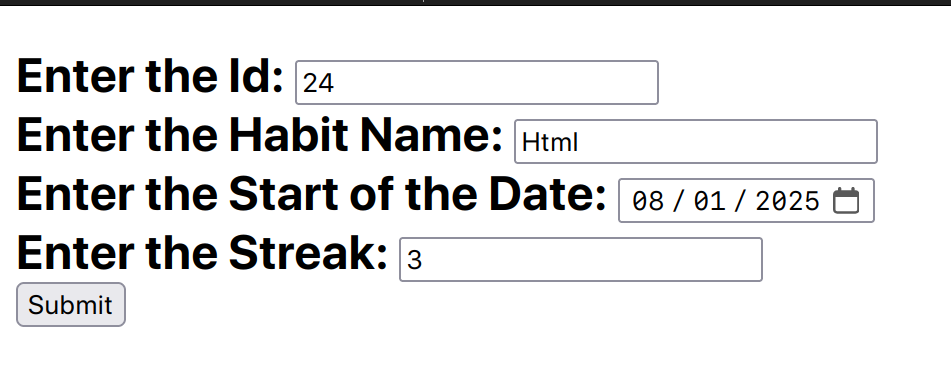 Enter the Id: 24
Enter the Habit Name: Html
Enter the Start of the Date: 08 / 01 / 2025
Enter the Streak: 3
Submit